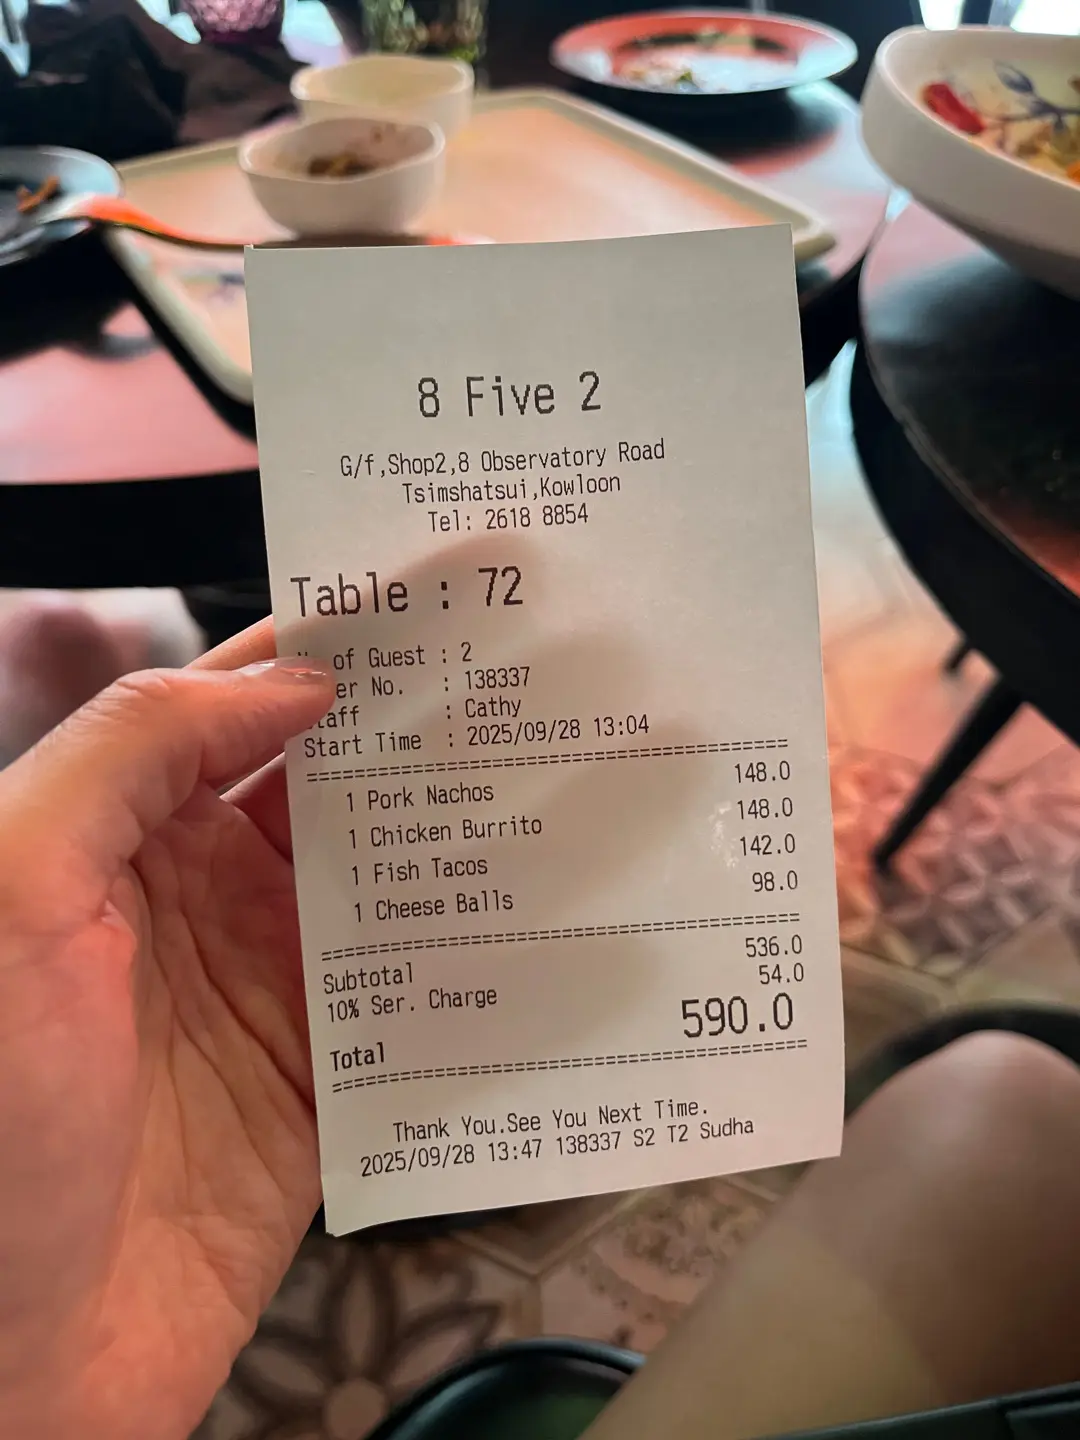 8 Five 2
G/f,Shop2,8 Observatory Road
Tsimshatsui,Kowloon
Tel: 2618 8854
Table : 72
of Guest : 2
No. : 138337
: Cathy
Start Time : 2025/09/28 13:04
1 Pork Nachos 148.0
1 Chicken Burrito 148.0
1 Fish Tacos 142.0
1 Cheese Balls 98.0
Subtotal 536.0
10% Ser. Charge 54.0
Total 590.0
Thank You.See You Next Time.
2025/09/28 13:47 138337 S2 T2 Sudha